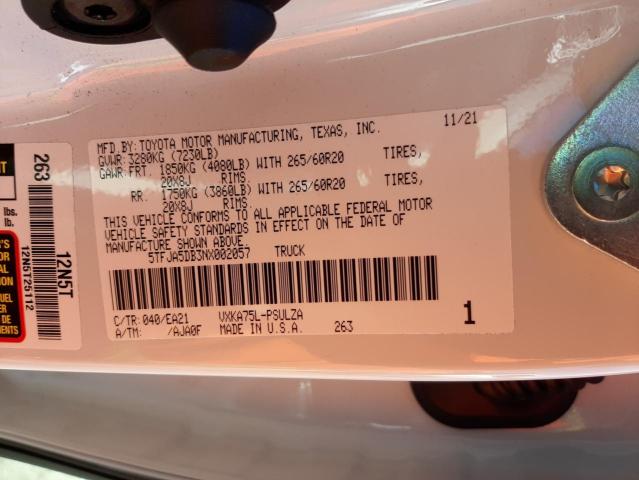 MFD. BY: TOYOTA MOTOR MANUFACTURING, TEXAS, INC. 11/21
GVWR: 3280KG (7230LB)
GAWR: FRT. 1850KG (4080LB) WITH 265/60R20 TIRES,
20X8J RIMS.
RR. 1750KG (3860LB) WITH 265/60R20 TIRES,
20X8J RIMS.
THIS VEHICLE CONFORMS TO ALL APPLICABLE FEDERAL MOTOR
VEHICLE SAFETY STANDARDS IN EFFECT ON THE DATE OF
MANUFACTURE SHOWN ABOVE.
5TFJA5DB3NX002057 TRUCK
C/TR: 040/EA21 VXKA75L-PSULZA
A/TM: /AJA0F MADE IN U.S.A. 263 1
263
12N5T
12N5T2S112
lbs.
lb.